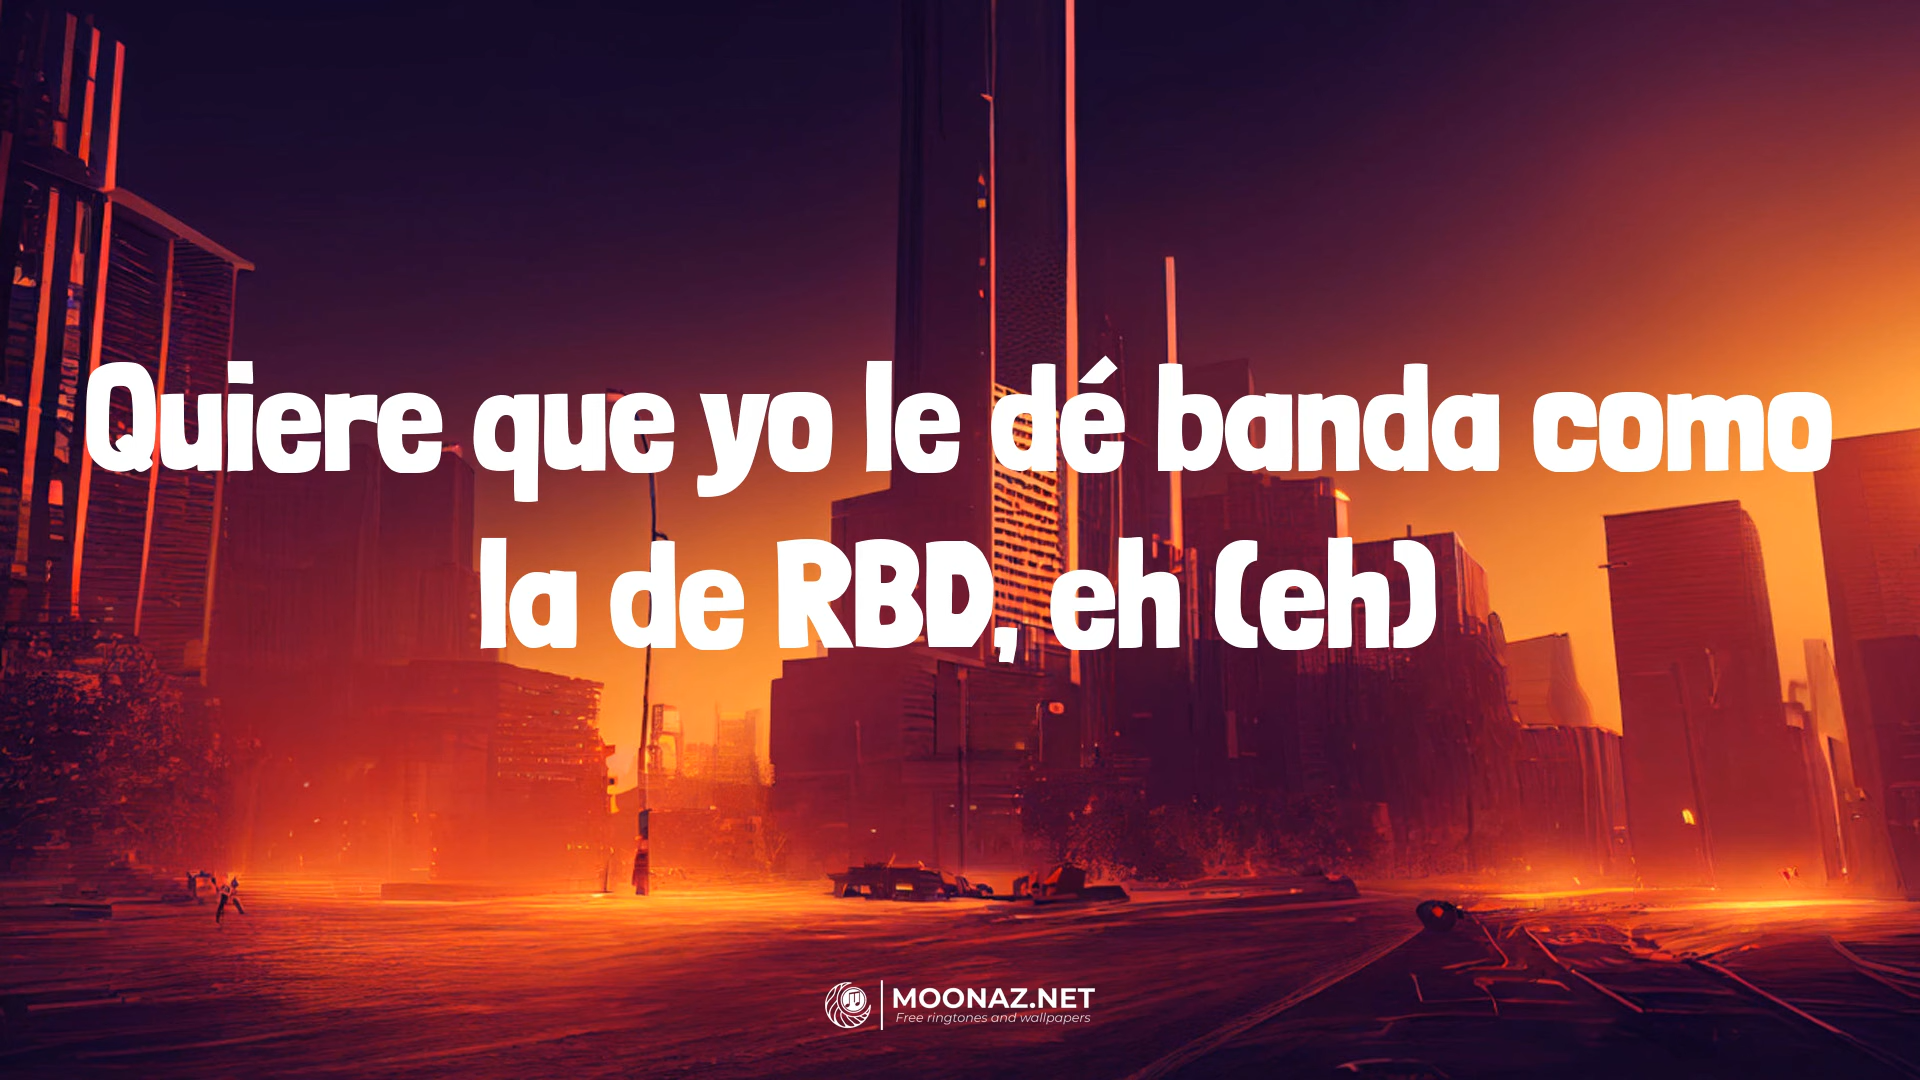 Quiere que yo le dé banda como
la de RBD, eh (eh)
MOONAZ.NET
Free ringtones and wallpapers